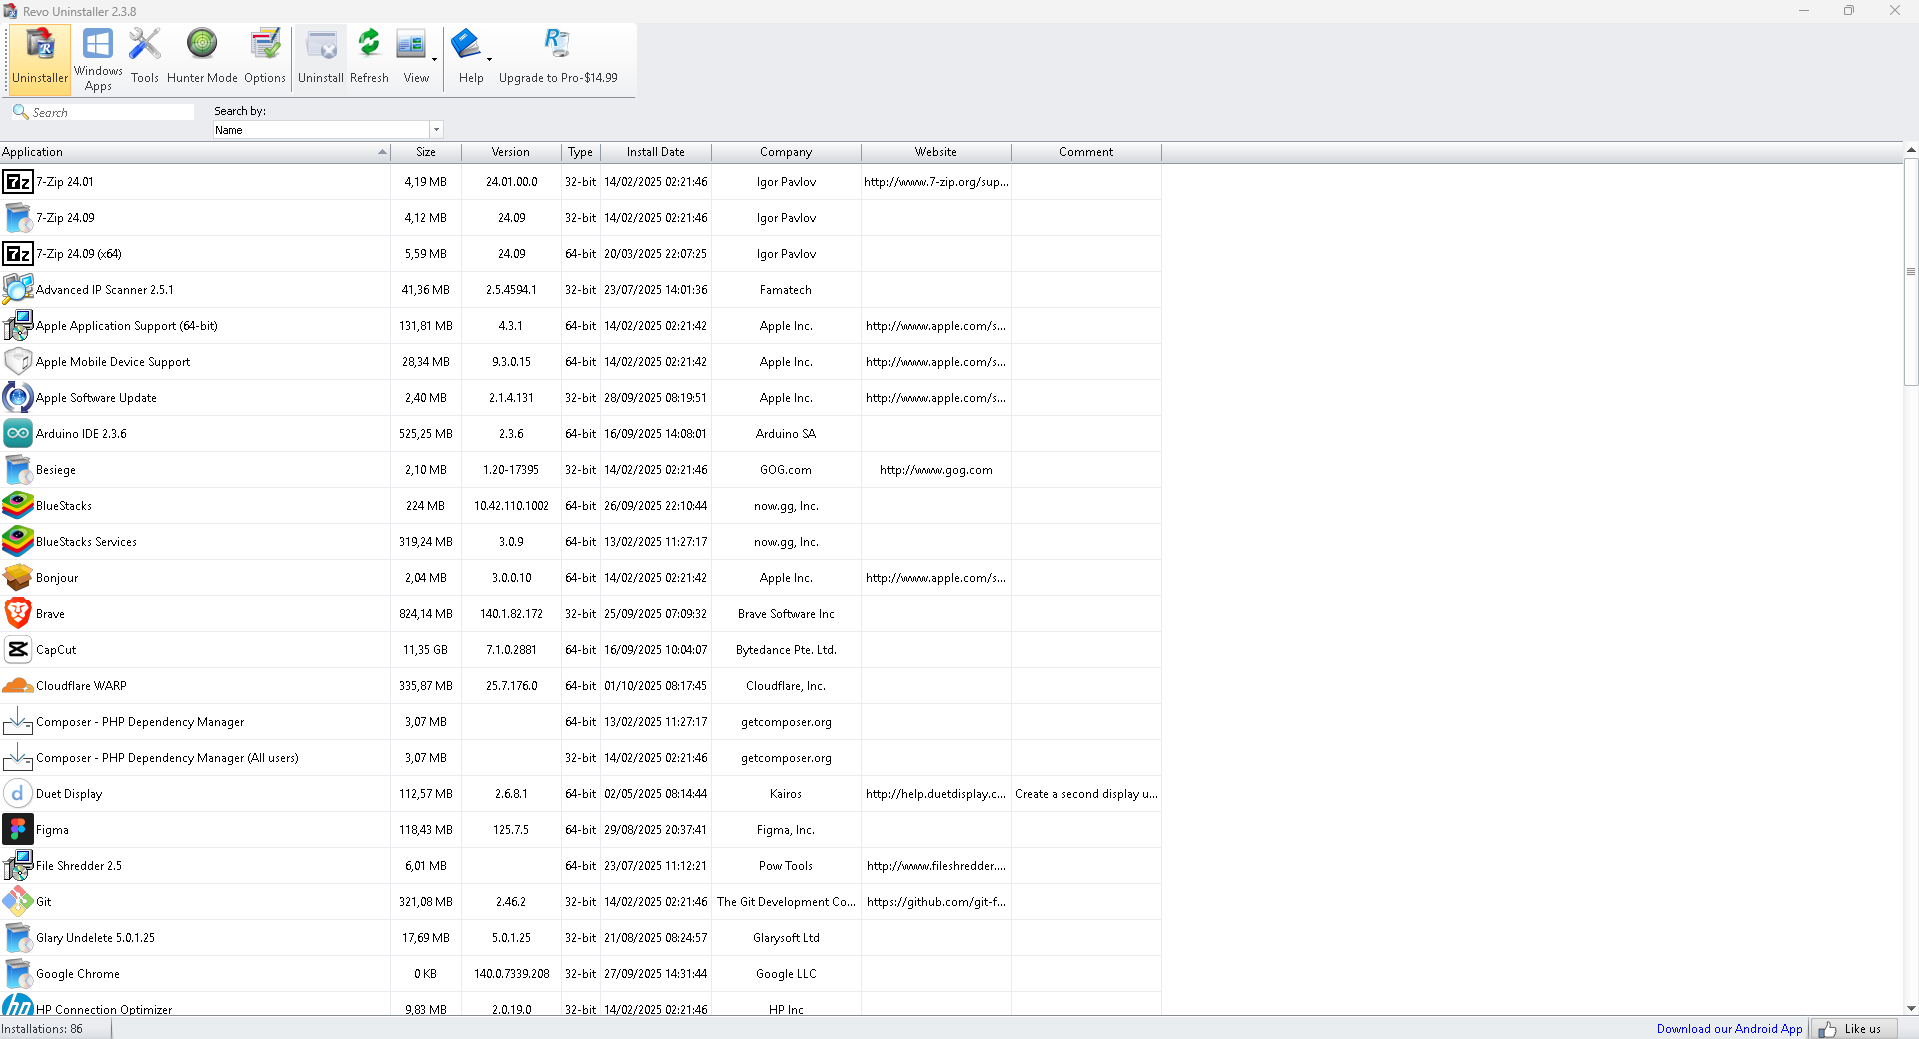 Revo Uninstaller 2.3.8
Uninstaller
Windows Apps
Tools
Hunter Mode
Options
Uninstall
Refresh
View
Help
Upgrade to Pro-$14.99
Search
Search by:
Name
Application Size Version Type Install Date Company Website Comment
7-Zip 24.01 4,19 MB 24.01.00.0 32-bit 14/02/2025 02:21:46 Igor Pavlov http://www.7-zip.org/sup...
7-Zip 24.09 4,12 MB 24.09 32-bit 14/02/2025 02:21:46 Igor Pavlov
7-Zip 24.09 (x64) 5,59 MB 24.09 64-bit 20/03/2025 22:07:25 Igor Pavlov
Advanced IP Scanner 2.5.1 41,36 MB 2.5.4594.1 32-bit 23/07/2025 14:01:36 Famatech
Apple Application Support (64-bit) 131,81 MB 4.3.1 64-bit 14/02/2025 02:21:42 Apple Inc. http://www.apple.com/s...
Apple Mobile Device Support 28,34 MB 9.3.0.15 64-bit 14/02/2025 02:21:42 Apple Inc. http://www.apple.com/s...
Apple Software Update 2,40 MB 2.1.4.131 32-bit 28/09/2025 08:19:51 Apple Inc. http://www.apple.com/s...
Arduino IDE 2.3.6 525,25 MB 2.3.6 64-bit 16/09/2025 14:08:01 Arduino SA
Besiege 2,10 MB 1.20-17395 32-bit 14/02/2025 02:21:46 GOG.com http://www.gog.com
BlueStacks 224 MB 10.42.110.1002 64-bit 26/09/2025 22:10:44 now.gg, Inc.
BlueStacks Services 319,24 MB 3.0.9 64-bit 13/02/2025 11:27:17 now.gg, Inc.
Bonjour 2,04 MB 3.0.0.10 64-bit 14/02/2025 02:21:42 Apple Inc. http://www.apple.com/s...
Brave 824,14 MB 140.1.82.172 32-bit 25/09/2025 07:09:32 Brave Software Inc
CapCut 11,35 GB 7.1.0.2881 64-bit 16/09/2025 10:04:07 Bytedance Pte. Ltd.
Cloudflare WARP 335,87 MB 25.7.176.0 64-bit 01/10/2025 08:17:45 Cloudflare, Inc.
Composer - PHP Dependency Manager 3,07 MB 64-bit 13/02/2025 11:27:17 getcomposer.org
Composer - PHP Dependency Manager (All users) 3,07 MB 32-bit 14/02/2025 02:21:46 getcomposer.org
Duet Display 112,57 MB 2.6.8.1 64-bit 02/05/2025 08:14:44 Kairos http://help.duetdisplay.c... Create a second display u...
Figma 118,43 MB 125.7.5 64-bit 29/08/2025 20:37:41 Figma, Inc.
File Shredder 2.5 6,01 MB 64-bit 23/07/2025 11:12:21 Pow Tools http://www.fileshredder....
Git 321,08 MB 2.46.2 32-bit 14/02/2025 02:21:46 The Git Development Co... https://github.com/git-f...
Glary Undelete 5.0.1.25 17,69 MB 5.0.1.25 32-bit 21/08/2025 08:24:57 Glarysoft Ltd
Google Chrome 0 KB 140.0.7339.208 32-bit 27/09/2025 14:31:44 Google LLC
HP Connection Optimizer 9,83 MB 2.0.19.0 32-bit 14/02/2025 02:21:46 HP Inc
Installations: 86
Download our Android App
Like us